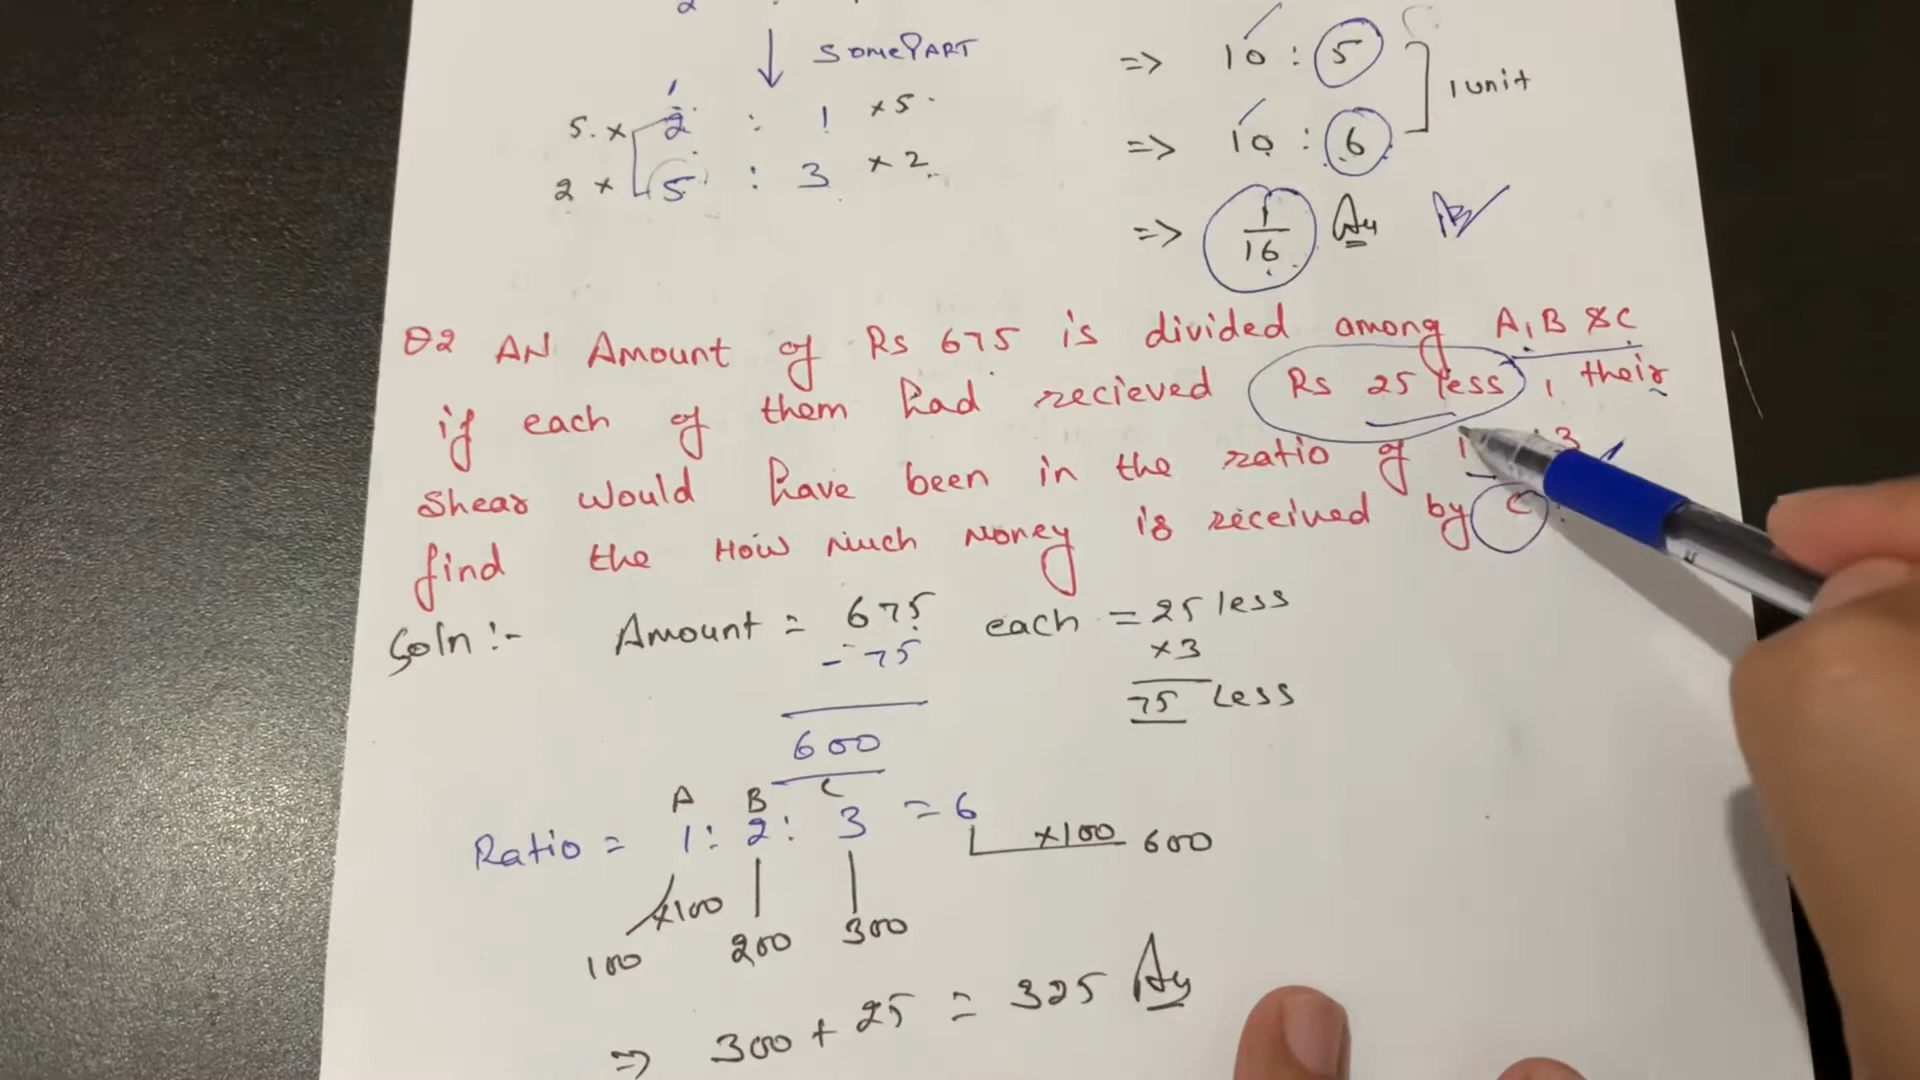 2
↓ SOMEPART
5. × 2 : 1 × 5
2 × 5 : 3 × 2
=> 10 : 5
=> 10 : 6
1 unit
=> 1/16
Q2 AN Amount of Rs 675 is divided among A, B & C
if each of them had recieved Rs 25 less , their
Shear would have been in the ratio of 1 : 3
find the How Much Money is received by C
Soln :- Amount = 675 each = 25 less
- 75 × 3
600 75 Less
A B C
Ratio = 1 : 2 : 3 = 6
×100 600
×100
100 200 300
=> 300 + 25 = 325